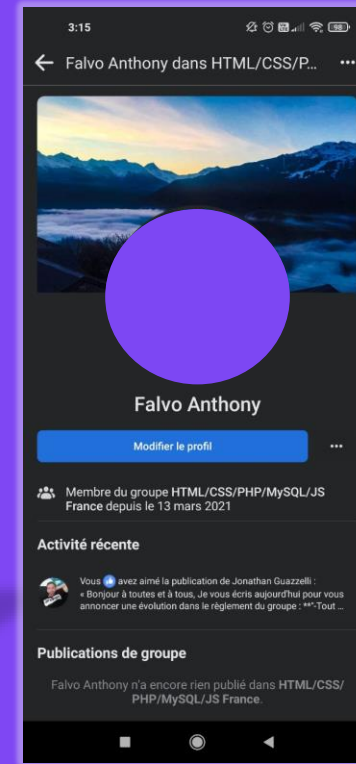 3:15
98
Falvo Anthony dans HTML/CSS/P...
Falvo Anthony
Modifier le profil
Membre du groupe HTML/CSS/PHP/MySQL/JS
France depuis le 13 mars 2021
Activité récente
Vous avez aimé la publication de Jonathan Guazzelli :
« Bonjour à toutes et à tous, Je vous écris aujourd'hui pour vous
annoncer une évolution dans le règlement du groupe : **-Tout ...
Publications de groupe
Falvo Anthony n'a encore rien publié dans HTML/CSS/
PHP/MySQL/JS France.